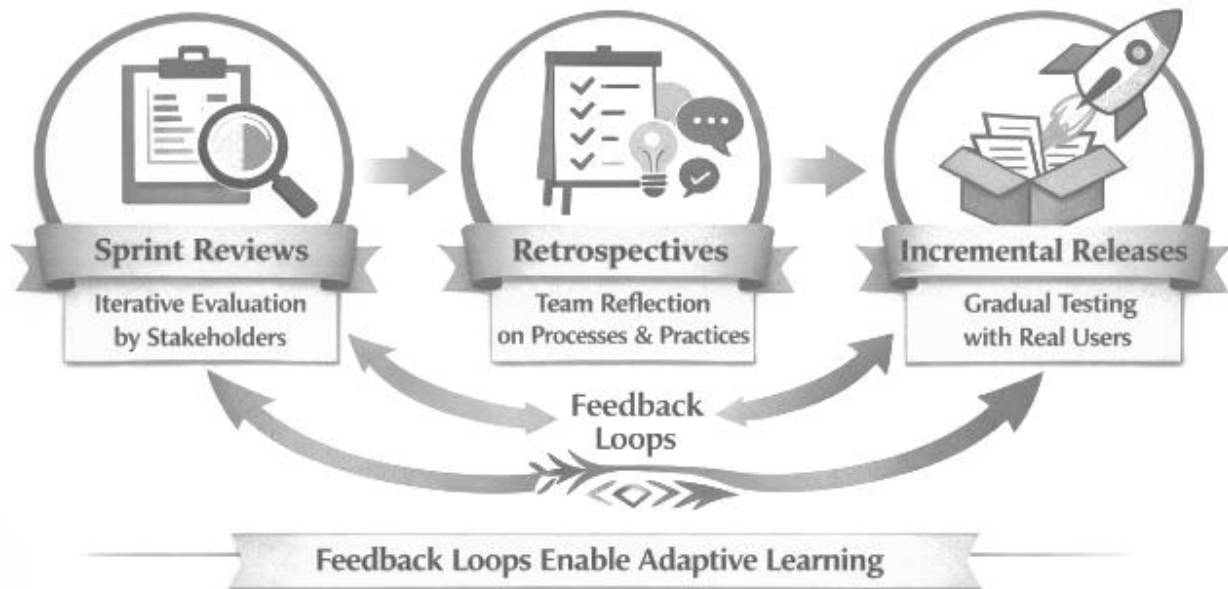 Sprint Reviews
Iterative Evaluation
by Stakeholders
Retrospectives
Team Reflection
on Processes & Practices
Incremental Releases
Gradual Testing
with Real Users
Feedback
Loops
Feedback Loops Enable Adaptive Learning